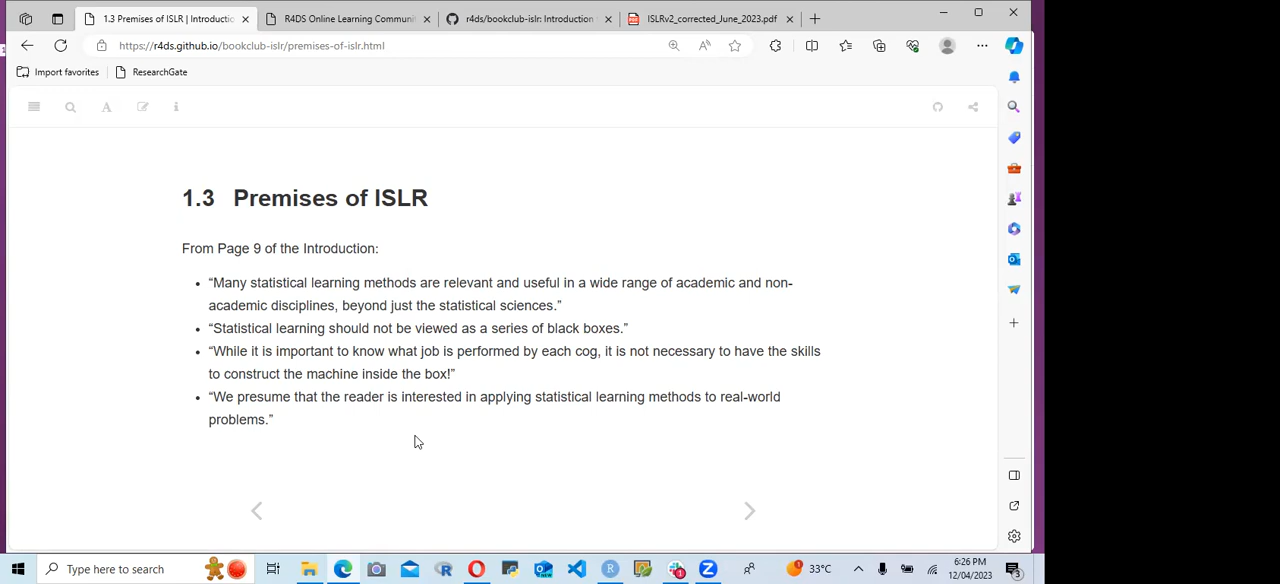 1.3 Premises of ISLR | Introductio
R4DS Online Learning Communi
r4ds/bookclub-islr: Introduction
ISLRv2_corrected_June_2023.pdf
https://r4ds.github.io/bookclub-islr/premises-of-islr.html
Import favorites
ResearchGate
1.3 Premises of ISLR
From Page 9 of the Introduction:
• “Many statistical learning methods are relevant and useful in a wide range of academic and non-
academic disciplines, beyond just the statistical sciences.”
• “Statistical learning should not be viewed as a series of black boxes.”
• “While it is important to know what job is performed by each cog, it is not necessary to have the skills
to construct the machine inside the box!”
• “We presume that the reader is interested in applying statistical learning methods to real-world
problems.”
Type here to search
33°C
6:26 PM
12/04/2023